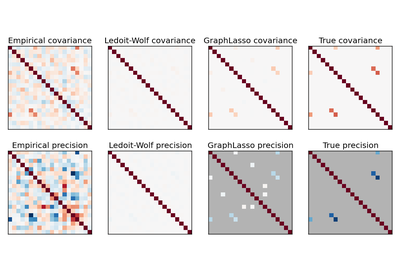 Empirical covariance
Ledoit-Wolf covariance
GraphLasso covariance
True covariance
Empirical precision
Ledoit-Wolf precision
GraphLasso precision
True precision